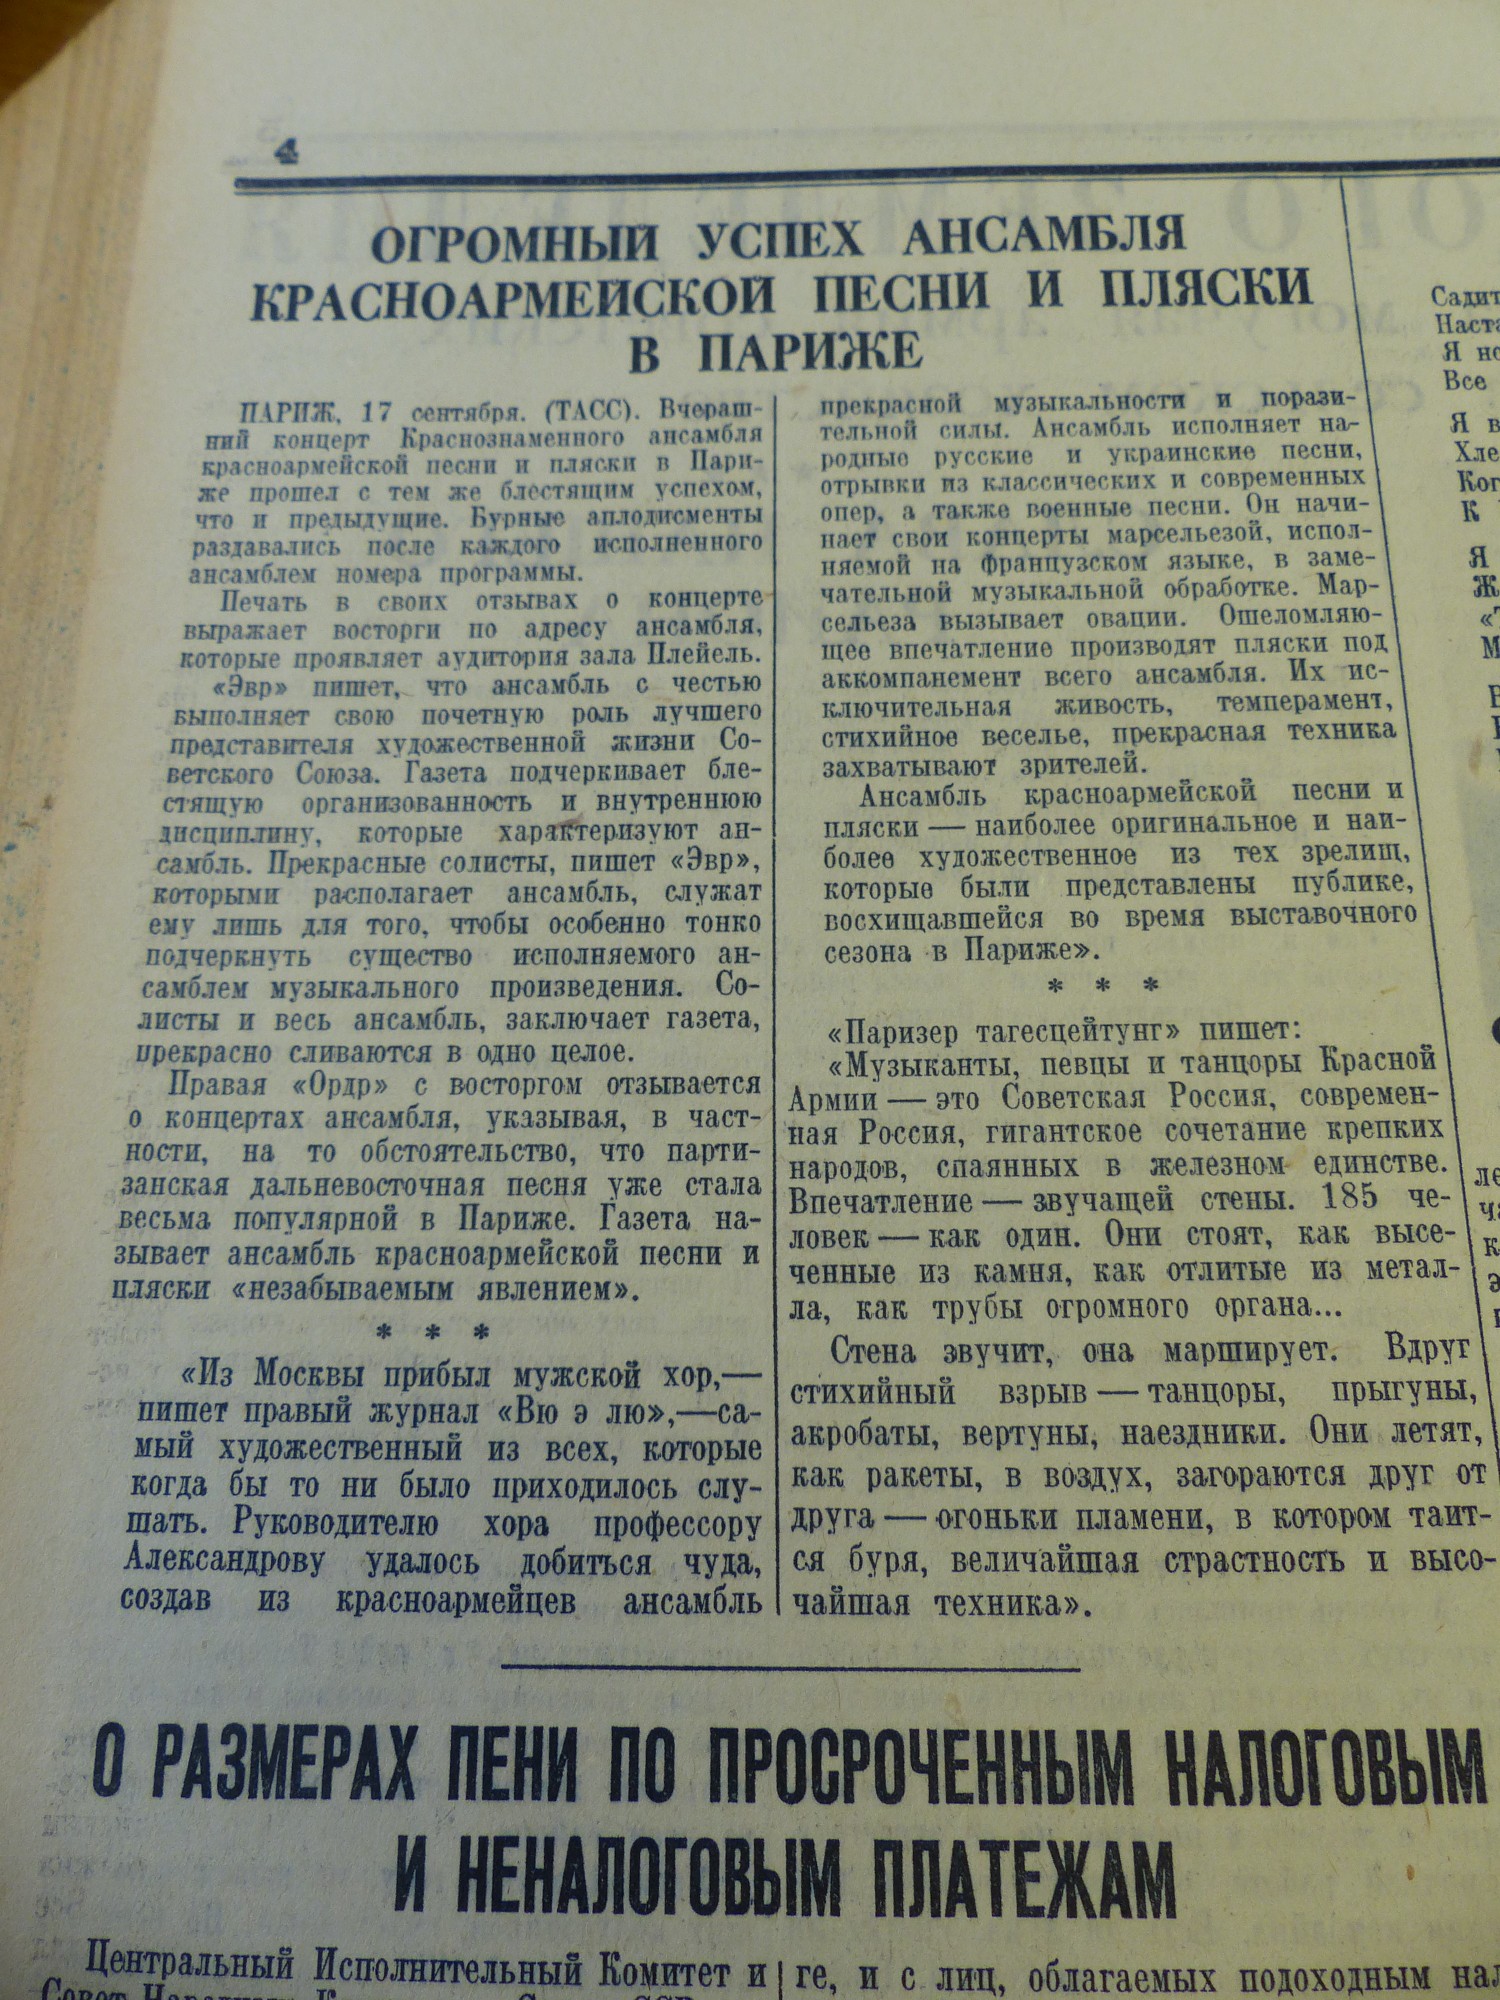 4
ОГРОМНЫЙ УСПЕХ АНСАМБЛЯ
КРАСНОАРМЕЙСКОЙ ПЕСНИ И ПЛЯСКИ
В ПАРИЖЕ
ПАРИЖ, 17 сентября. (ТАСС). Вчераш-
ний концерт Краснознаменного ансамбля
красноармейской песни и пляски в Пари-
же прошел с тем же блестящим успехом,
что и предыдущие. Бурные аплодисменты
раздавались после каждого исполненного
ансамблем номера программы.
Печать в своих отзывах о концерте
выражает восторги по адресу ансамбля,
которые проявляет аудитория зала Плейель.
«Эвр» пишет, что ансамбль с честью
выполняет свою почетную роль лучшего
представителя художественной жизни Со-
ветского Союза. Газета подчеркивает бле-
стящую организованность и внутреннюю
дисциплину, которые характеризуют ан-
самбль. Прекрасные солисты, пишет «Эвр»,
которыми располагает ансамбль, служат
ему лишь для того, чтобы особенно тонко
подчеркнуть существо исполняемого ан-
самблем музыкального произведения. Со-
листы и весь ансамбль, заключает газета,
прекрасно сливаются в одно целое.
Правая «Ордр» с восторгом отзывается
о концертах ансамбля, указывая, в част-
ности, на то обстоятельство, что парти-
занская дальневосточная песня уже стала
весьма популярной в Париже. Газета на-
зывает ансамбль красноармейской песни и
пляски «незабываемым явлением».
* * *
«Из Москвы прибыл мужской хор,—
пишет правый журнал «Вю э лю»,—са-
мый художественный из всех, которые
когда бы то ни было приходилось слу-
шать. Руководителю хора профессору
Александрову удалось добиться чуда,
создав из красноармейцев ансамбль
прекрасной музыкальности и порази-
тельной силы. Ансамбль исполняет на-
родные русские и украинские песни,
отрывки из классических и современных
опер, а также военные песни. Он начи-
нает свои концерты марсельезой, испол-
няемой на французском языке, в заме-
чательной музыкальной обработке. Мар-
сельеза вызывает овации. Ошеломляю-
щее впечатление производят пляски под
аккомпанемент всего ансамбля. Их ис-
ключительная живость, темперамент,
стихийное веселье, прекрасная техника
захватывают зрителей.
Ансамбль красноармейской песни и
пляски — наиболее оригинальное и наи-
более художественное из тех зрелищ,
которые были представлены публике,
восхищавшейся во время выставочного
сезона в Париже».
* * *
«Паризер тагесцейтунг» пишет:
«Музыканты, певцы и танцоры Красной
Армии — это Советская Россия, современ-
ная Россия, гигантское сочетание крепких
народов, спаянных в железном единстве.
Впечатление — звучащей стены. 185 че-
ловек — как один. Они стоят, как высе-
ченные из камня, как отлитые из метал-
ла, как трубы огромного органа...
Стена звучит, она марширует. Вдруг
стихийный взрыв — танцоры, прыгуны,
акробаты, вертуны, наездники. Они летят,
как ракеты, в воздух, загораются друг от
друга — огоньки пламени, в котором таит-
ся буря, величайшая страстность и высо-
чайшая техника».
О РАЗМЕРАХ ПЕНИ ПО ПРОСРОЧЕННЫМ НАЛОГОВЫМ
И НЕНАЛОГОВЫМ ПЛАТЕЖАМ
Центральный Исполнительный Комитет и
ге, и с лиц, облагаемых подоходным нал
Садит
Наста
Я но
Все
Я в
Хле
Ког
К
Я